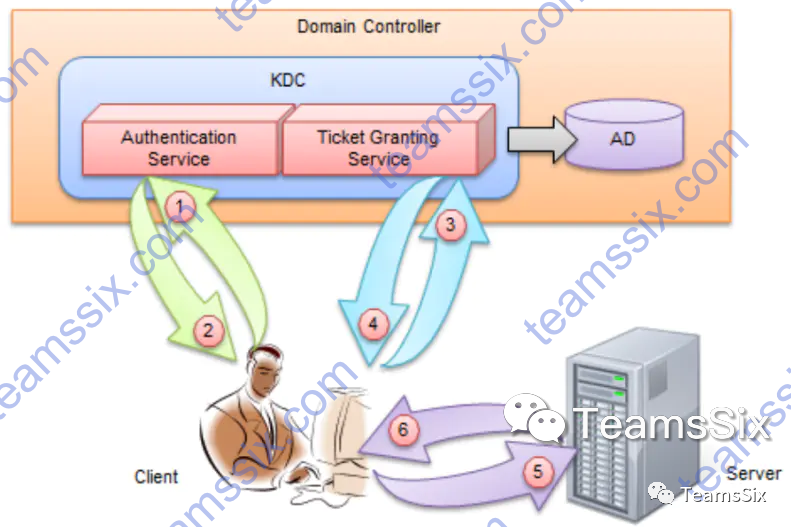 Domain Controller
KDC
Authentication
Service
Ticket Granting
Service
AD
1
2
3
4
5
6
Client
Server
TeamsSix
TeamsSix
teamssix.com
teamssix.com
teamssix.com
teamssix.com
teamssix.com